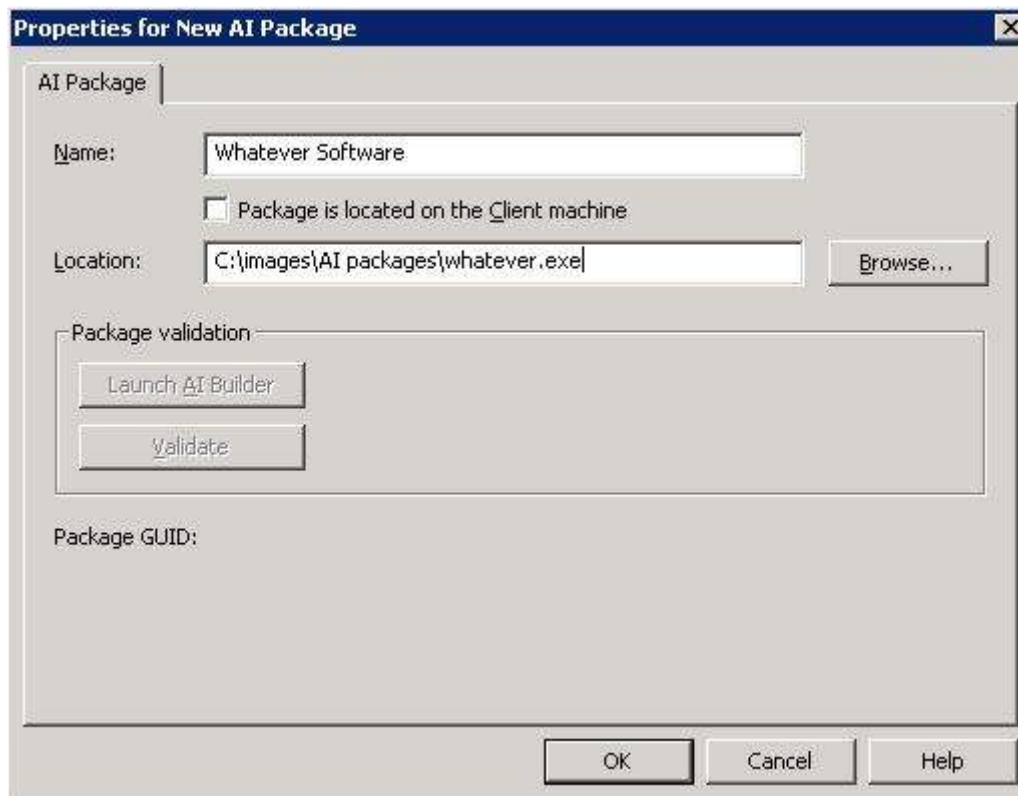 Properties for New AI Package
AI Package
Name:
Whatever Software
Package is located on the Client machine
Location:
C:\images\AI packages\whatever.exe
Browse...
Package validation
Launch AI Builder
Validate
Package GUID:
OK
Cancel
Help